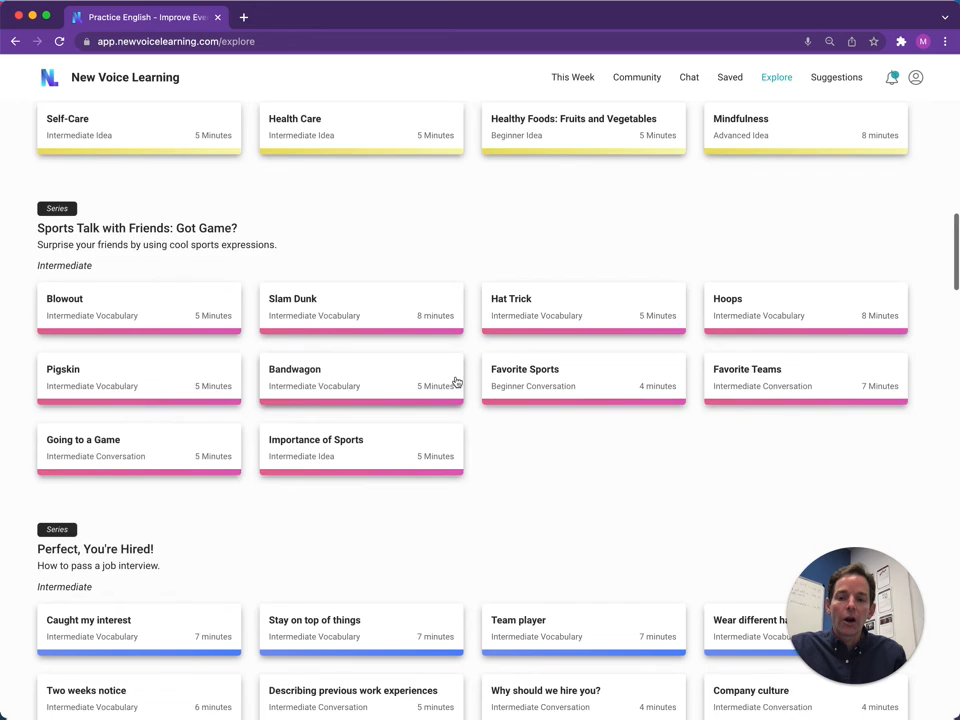 Practice English - Improve Eve
app.newvoicelearning.com/explore
M
New Voice Learning
This Week
Community
Chat
Saved
Explore
Suggestions
Self-Care
Intermediate Idea
5 Minutes
Health Care
Intermediate Idea
5 Minutes
Healthy Foods: Fruits and Vegetables
Beginner Idea
5 Minutes
Mindfulness
Advanced Idea
8 minutes
Series
Sports Talk with Friends: Got Game?
Surprise your friends by using cool sports expressions.
Intermediate
Blowout
Intermediate Vocabulary
5 Minutes
Slam Dunk
Intermediate Vocabulary
8 minutes
Hat Trick
Intermediate Vocabulary
5 Minutes
Hoops
Intermediate Vocabulary
8 Minutes
Pigskin
Intermediate Vocabulary
5 Minutes
Bandwagon
Intermediate Vocabulary
5 Minutes
Favorite Sports
Beginner Conversation
4 minutes
Favorite Teams
Intermediate Conversation
7 Minutes
Going to a Game
Intermediate Conversation
5 Minutes
Importance of Sports
Intermediate Idea
5 Minutes
Series
Perfect, You're Hired!
How to pass a job interview.
Intermediate
Caught my interest
Intermediate Vocabulary
7 minutes
Stay on top of things
Intermediate Vocabulary
7 minutes
Team player
Intermediate Vocabulary
7 minutes
Wear different ha
Intermediate Vocabu
Two weeks notice
Intermediate Vocabulary
6 minutes
Describing previous work experiences
Intermediate Conversation
5 minutes
Why should we hire you?
Intermediate Conversation
4 minutes
Company culture
Intermediate Conversation
4 minutes